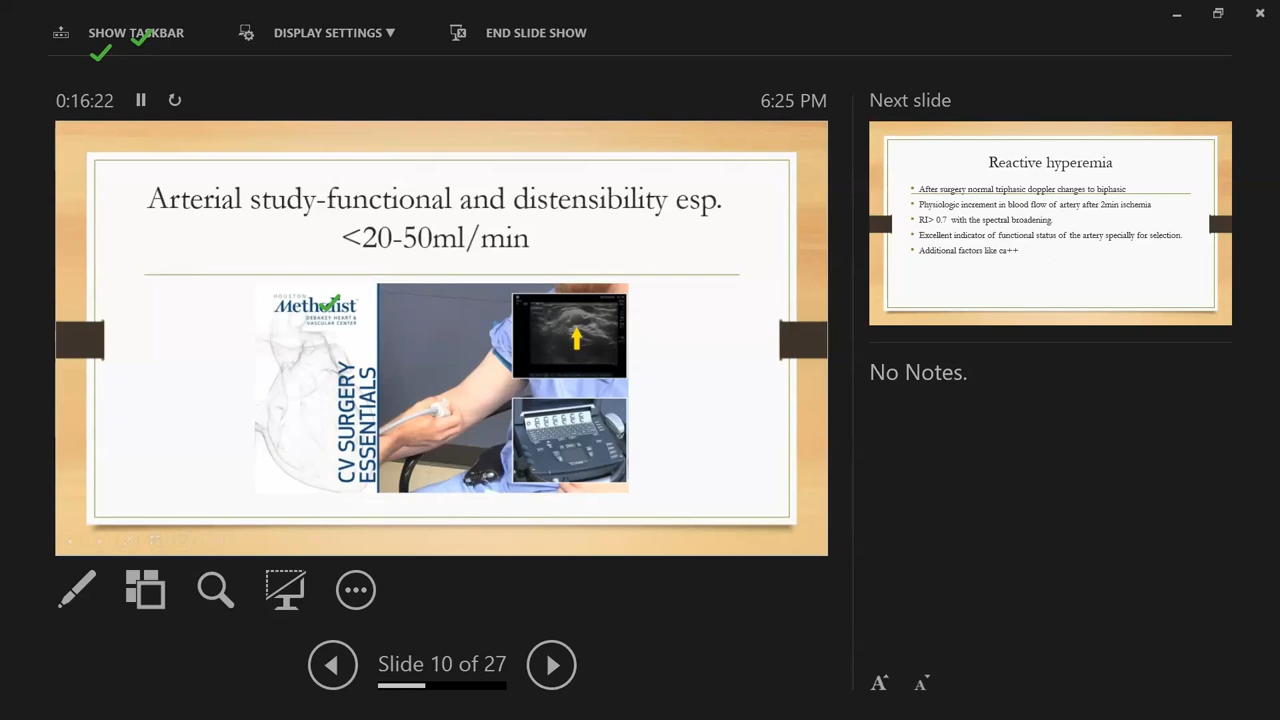 SHOW TASKBAR
DISPLAY SETTINGS ▼
END SLIDE SHOW
0:16:22
6:25 PM
Arterial study-functional and distensibility esp.
<20-50ml/min
HOUSTON
Methodist
DEBAKEY HEART &
VASCULAR CENTER
CV SURGERY
ESSENTIALS
Slide 10 of 27
Next slide
Reactive hyperemia
• After surgery normal triphasic doppler changes to biphasic
• Physiologic increment in blood flow of artery after 2min ischemia
• RI> 0.7 with the spectral broadening.
• Excellent indicator of functional status of the artery specially for selection.
• Additional factors like ca++
No Notes.
A A